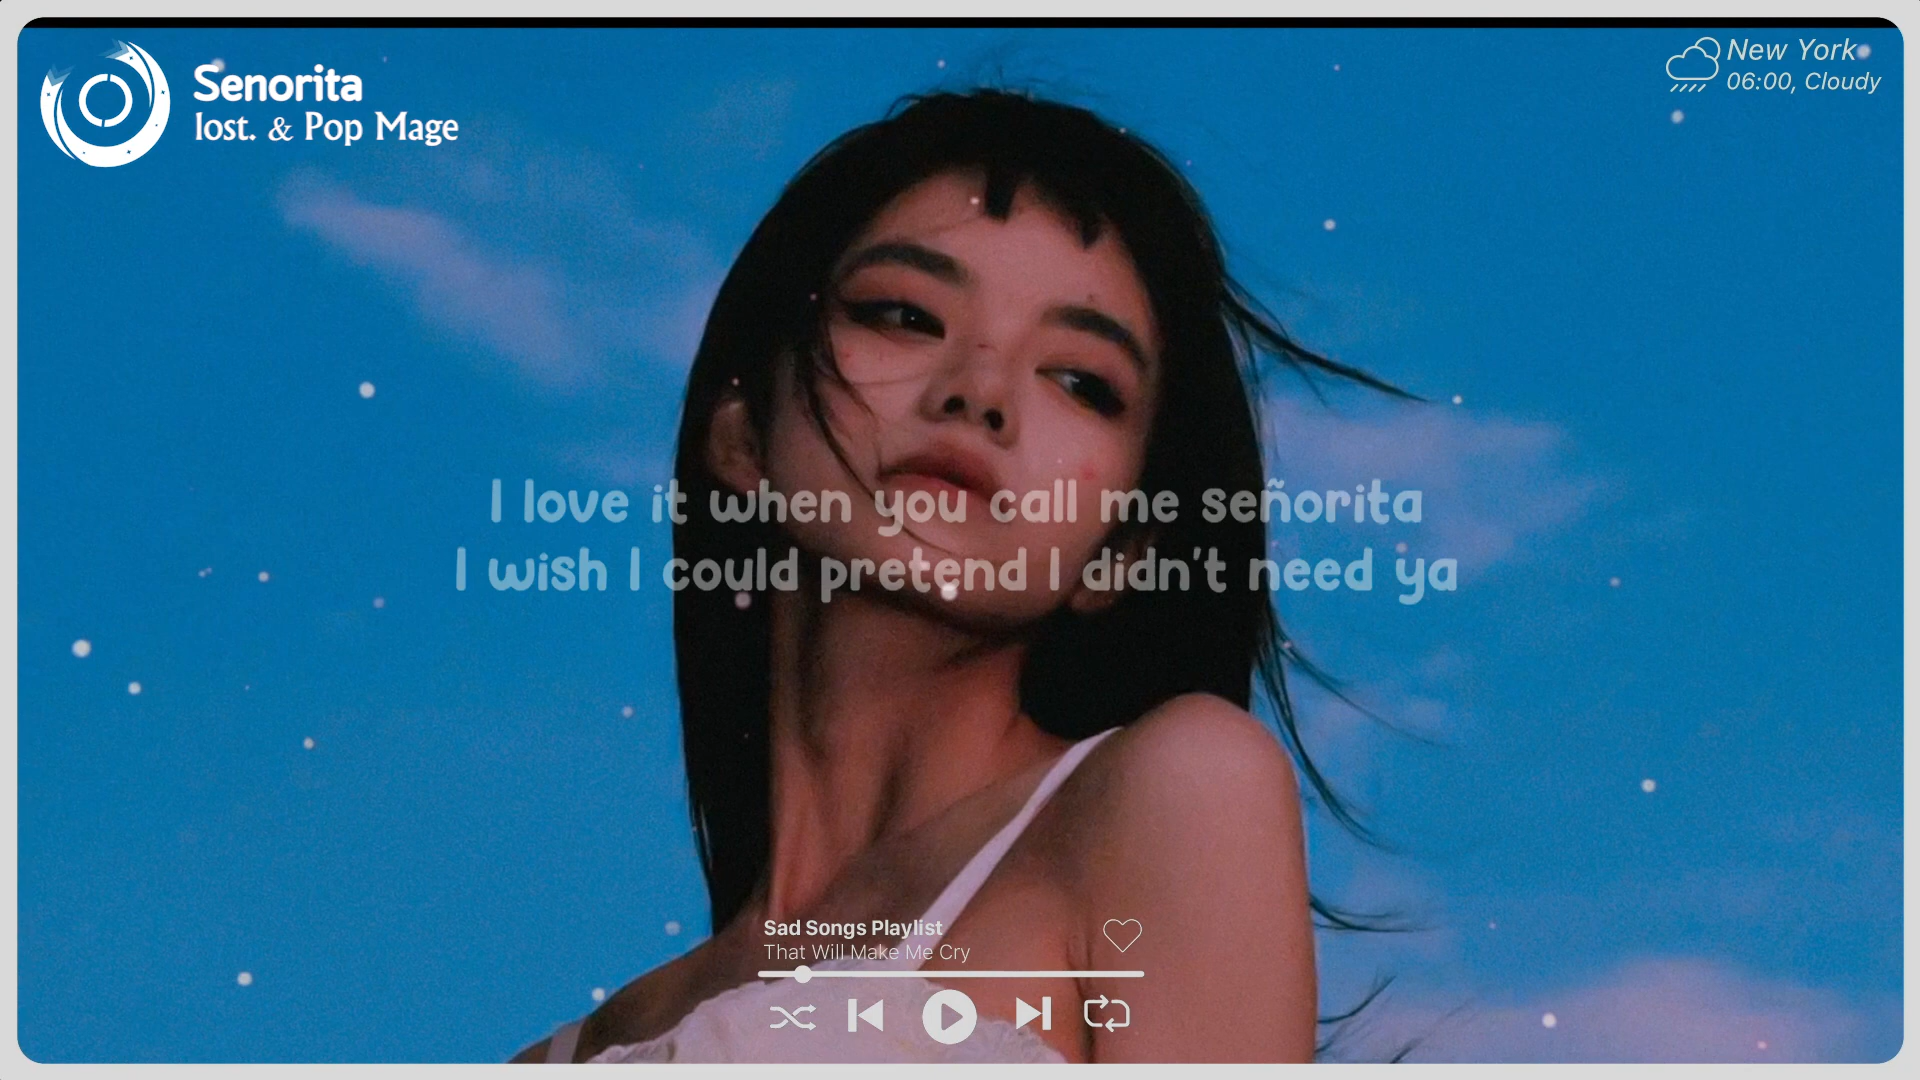 Senorita
lost. & Pop Mage
New York
06:00, Cloudy
I love it when you call me señorita
I wish I could pretend I didn't need ya
Sad Songs Playlist
That Will Make Me Cry